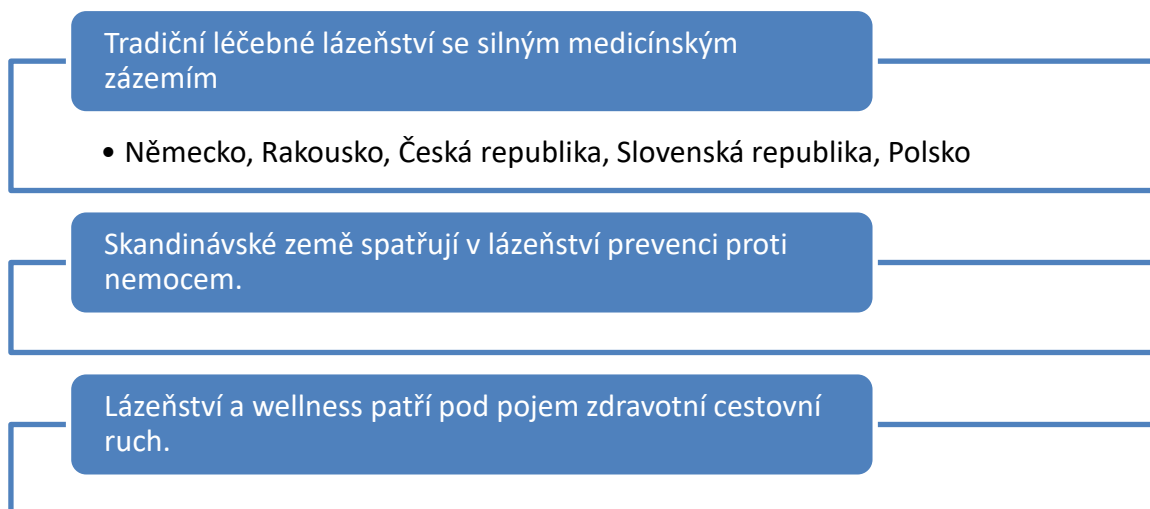 Tradiční léčebné lázeňství se silným medicínským
zázemím
• Německo, Rakousko, Česká republika, Slovenská republika, Polsko
Skandinávské země spatřují v lázeňství prevenci proti
nemocem.
Lázeňství a wellness patří pod pojem zdravotní cestovní
ruch.